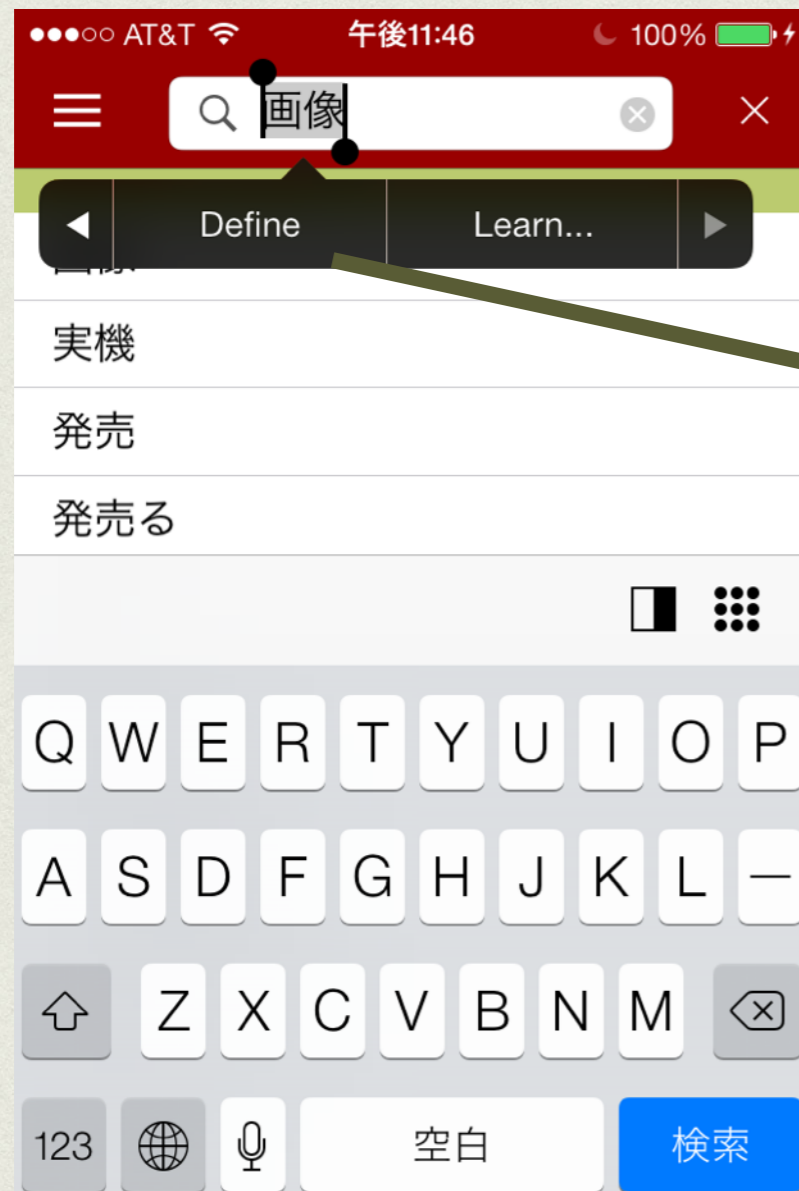 AT&T 午後11:46 100%
画像
Define Learn...
実機
発売
発売る
Q W E R T Y U I O P
A S D F G H J K L ー
Z X C V B N M
123 空白 検索